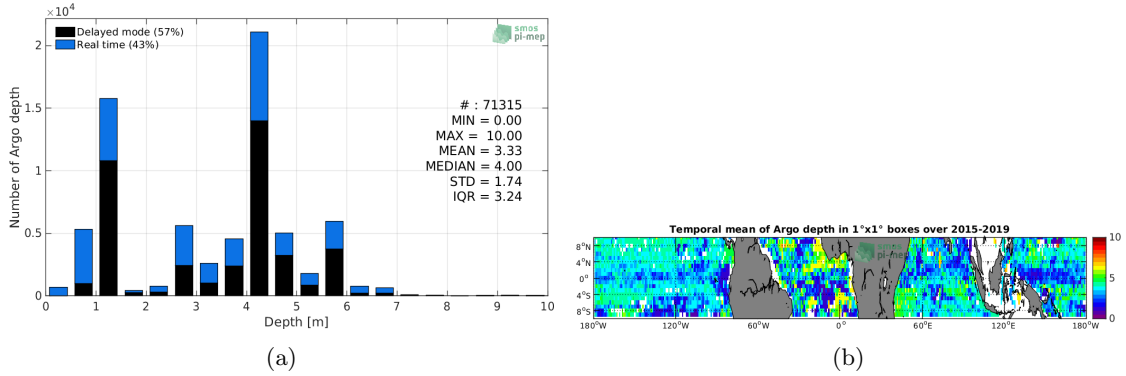 ×10⁴
Delayed mode (57%)
Real time (43%)
smos
pi-mep
# : 71315
MIN = 0.00
MAX = 10.00
MEAN = 3.33
MEDIAN = 4.00
STD = 1.74
IQR = 3.24
Number of Argo depth
2
1.5
1
0.5
0
0 1 2 3 4 5 6 7 8 9 10
Depth [m]
(a)
Temporal mean of Argo depth in 1°x1° boxes over 2015-2019
smos
pi-mep
8°N
4°N
0°
4°S
8°S
180°W 120°W 60°W 0° 60°E 120°E 180°W
10
5
0
(b)